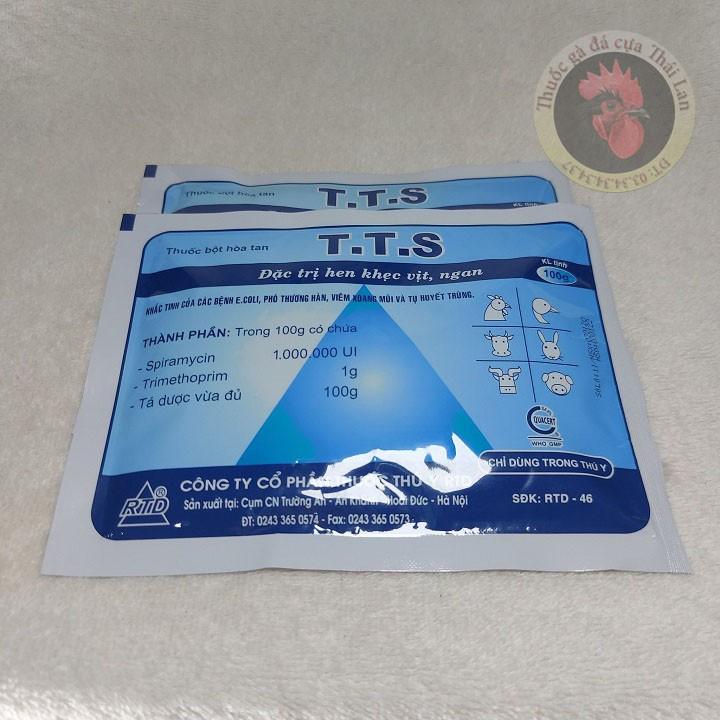 Thuốc gà đá cựa Thái Lan
ĐT: 03.34.34.3437
Thuốc bột hòa tan
T.T.S
KL tịnh
Thuốc bột hòa tan
T.T.S
KL tịnh
100g
Đặc trị hen khẹc vịt, ngan
KHẮC TINH CỦA CÁC BỆNH E.COLI, PHÓ THƯƠNG HÀN, VIÊM XOANG MŨI VÀ TỤ HUYẾT TRÙNG.
THÀNH PHẦN: Trong 100g có chứa
- Spiramycin 1.000.000 UI
- Trimethoprim 1g
- Tá dược vừa đủ 100g
QUACERT
WHO GMP
CHỈ DÙNG TRONG THÚ Y
RTD ®
CÔNG TY CỔ PHẦN THUỐC THÚ Y RTD
Sản xuất tại: Cụm CN Trường An - An Khánh - Hoài Đức - Hà Nội
SĐK: RTD - 46
ĐT: 0243 365 0574 - Fax: 0243 365 0573